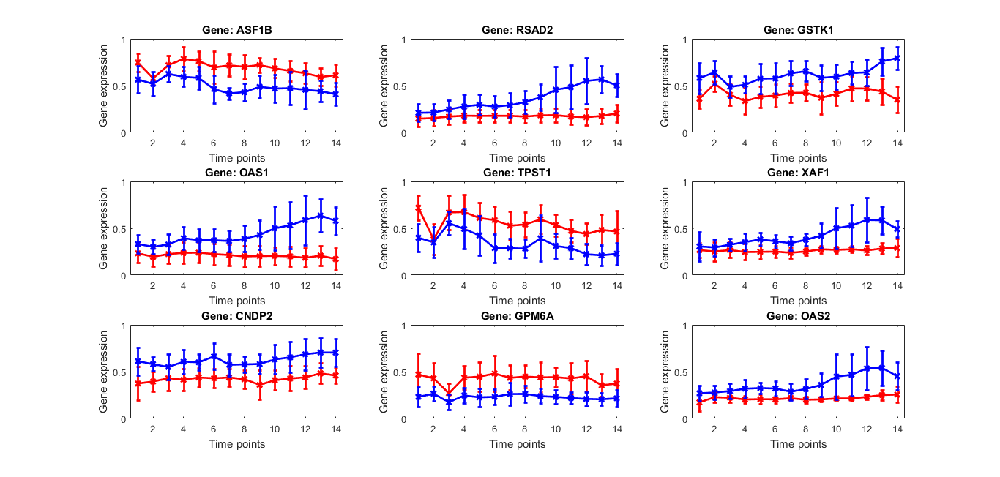 Gene: ASF1B
Gene expression
1
0.5
0
2 4 6 8 10 12 14
Time points
Gene: RSAD2
Gene expression
1
0.5
0
2 4 6 8 10 12 14
Time points
Gene: GSTK1
Gene expression
1
0.5
0
2 4 6 8 10 12 14
Time points
Gene: OAS1
Gene expression
1
0.5
0
2 4 6 8 10 12 14
Time points
Gene: TPST1
Gene expression
1
0.5
0
2 4 6 8 10 12 14
Time points
Gene: XAF1
Gene expression
1
0.5
0
2 4 6 8 10 12 14
Time points
Gene: CNDP2
Gene expression
1
0.5
0
2 4 6 8 10 12 14
Time points
Gene: GPM6A
Gene expression
1
0.5
0
2 4 6 8 10 12 14
Time points
Gene: OAS2
Gene expression
1
0.5
0
2 4 6 8 10 12 14
Time points